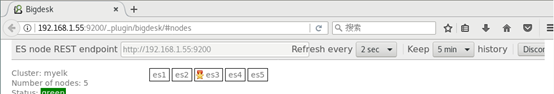 Bigdesk
192.168.1.55:9200/_plugin/bigdesk/#nodes
搜索
ES node REST endpoint http://192.168.1.55:9200 Refresh every 2 sec Keep 5 min history Discon
Cluster: myelk
es1 es2 es3 es4 es5
Number of nodes: 5
Status: green